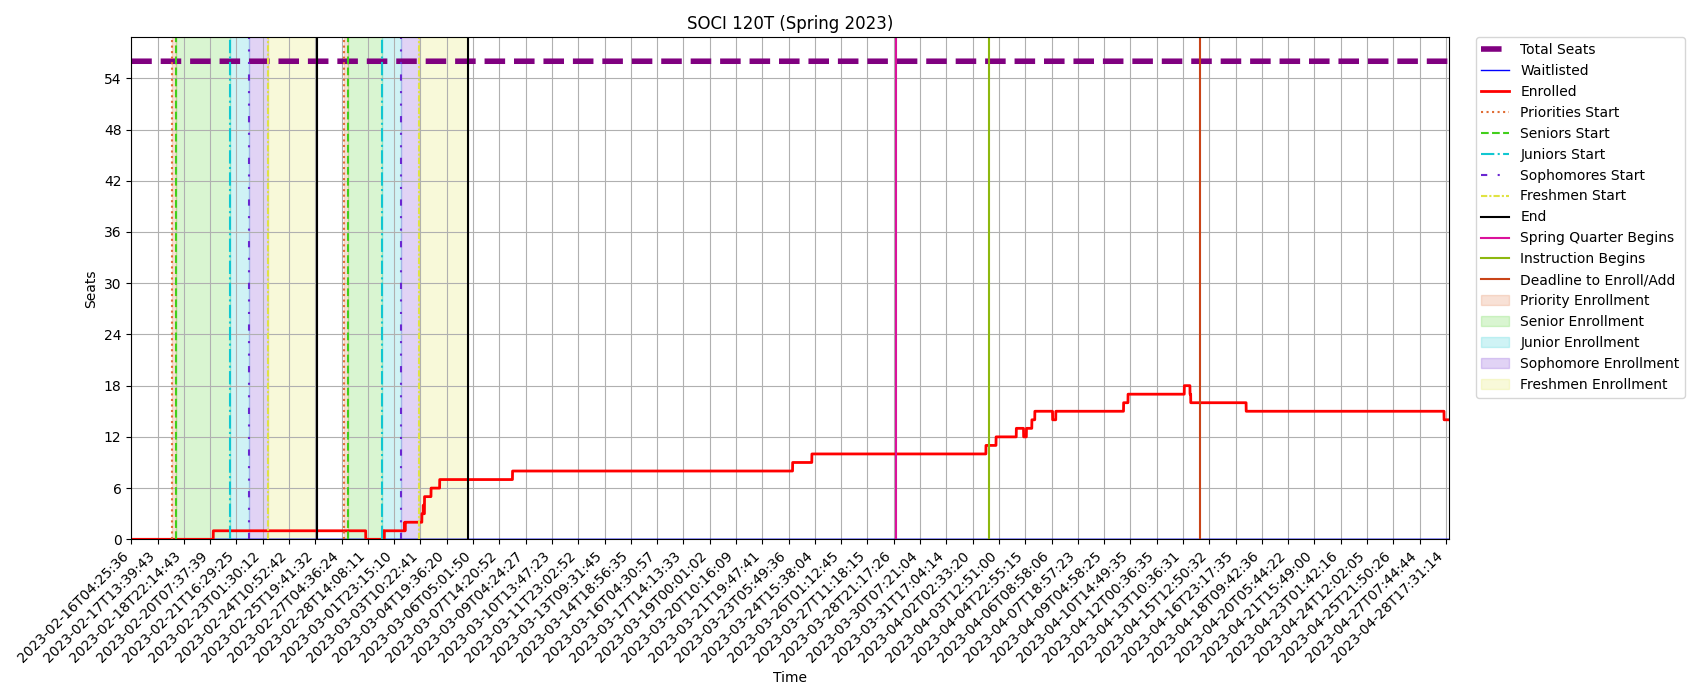 SOCI 120T (Spring 2023)
Seats
54
48
42
36
30
24
18
12
6
0
2023-02-16T04:25:36
2023-02-17T13:39:43
2023-02-18T22:14:43
2023-02-20T07:37:39
2023-02-21T16:29:25
2023-02-23T01:30:12
2023-02-24T10:52:42
2023-02-25T19:41:32
2023-02-27T04:36:24
2023-02-28T14:08:11
2023-03-01T23:15:10
2023-03-03T10:22:41
2023-03-04T19:36:20
2023-03-06T05:01:50
2023-03-07T14:20:52
2023-03-09T04:24:27
2023-03-10T13:47:23
2023-03-11T23:02:52
2023-03-13T09:31:45
2023-03-14T18:56:35
2023-03-16T04:30:57
2023-03-17T14:13:33
2023-03-19T00:01:02
2023-03-20T10:16:09
2023-03-21T19:47:41
2023-03-23T05:49:36
2023-03-24T15:38:04
2023-03-26T01:12:45
2023-03-27T11:18:15
2023-03-28T21:17:26
2023-03-30T07:21:04
2023-03-31T17:04:14
2023-04-02T02:33:20
2023-04-03T12:51:00
2023-04-04T22:55:15
2023-04-06T08:58:06
2023-04-07T18:57:23
2023-04-09T04:58:25
2023-04-10T14:49:35
2023-04-12T00:36:35
2023-04-13T10:36:31
2023-04-15T12:50:32
2023-04-16T23:17:35
2023-04-18T09:42:36
2023-04-20T05:44:22
2023-04-21T15:49:00
2023-04-23T01:42:16
2023-04-24T12:02:05
2023-04-25T21:50:26
2023-04-27T07:44:44
2023-04-28T17:31:14
Time
Total Seats
Waitlisted
Enrolled
Priorities Start
Seniors Start
Juniors Start
Sophomores Start
Freshmen Start
End
Spring Quarter Begins
Instruction Begins
Deadline to Enroll/Add
Priority Enrollment
Senior Enrollment
Junior Enrollment
Sophomore Enrollment
Freshmen Enrollment